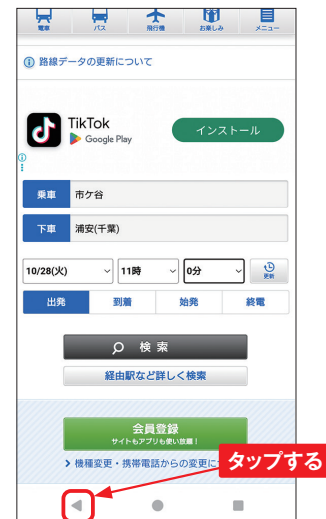 電車 バス 飛行機 お楽しみ メニュー
路線データの更新について
TikTok
Google Play
インストール
乗車 市ケ谷
下車 浦安(千葉)
10/28(火) 11時 0分 更新
出発 到着 始発 終電
検 索
経由駅など詳しく検索
会員登録
サイトもアプリも使い放題!
機種変更・携帯電話からの変更に
タップする